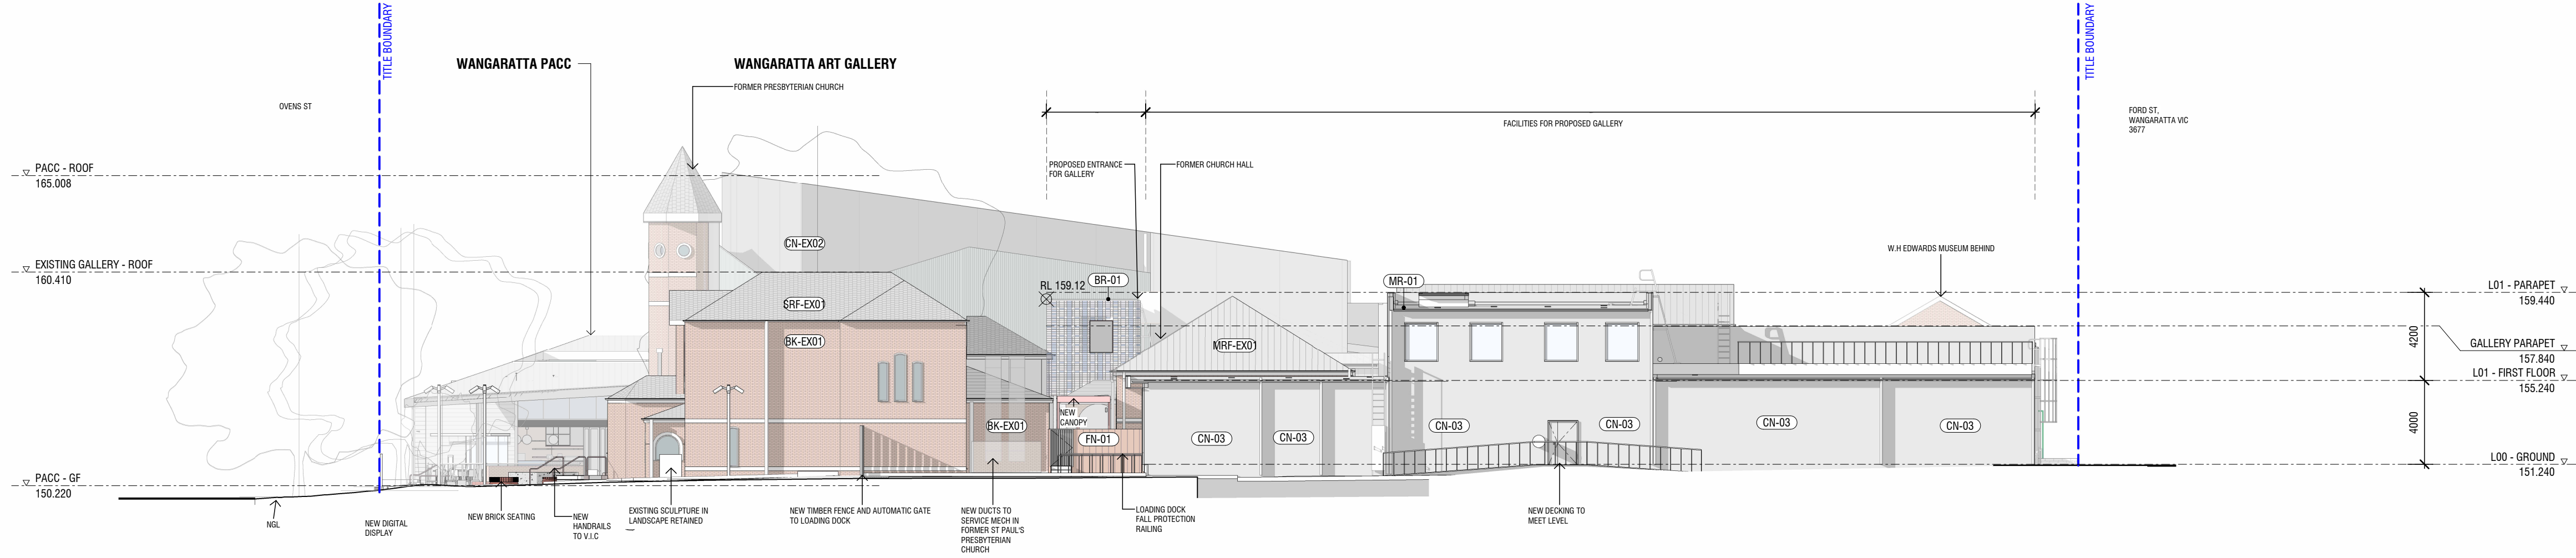 TITLE BOUNDARY
TITLE BOUNDARY
WANGARATTA PACC
WANGARATTA ART GALLERY
FORMER PRESBYTERIAN CHURCH
OVENS ST
FORD ST,
WANGARATTA VIC
3677
FACILITIES FOR PROPOSED GALLERY
PACC - ROOF
165.008
PROPOSED ENTRANCE
FOR GALLERY
FORMER CHURCH HALL
CN-EX02
W.H EDWARDS MUSEUM BEHIND
EXISTING GALLERY - ROOF
160.410
RL 159.12
BR-01
MR-01
L01 - PARAPET
159.440
SRF-EX01
BK-EX01
MRF-EX01
4200
GALLERY PARAPET
157.840
L01 - FIRST FLOOR
155.240
NEW
CANOPY
BK-EX01
FN-01
CN-03
CN-03
CN-03
CN-03
CN-03
CN-03
4000
L00 - GROUND
151.240
PACC - GF
150.220
NGL
NEW DIGITAL
DISPLAY
NEW BRICK SEATING
NEW
HANDRAILS
TO V.I.C
EXISTING SCULPTURE IN
LANDSCAPE RETAINED
NEW TIMBER FENCE AND AUTOMATIC GATE
TO LOADING DOCK
NEW DUCTS TO
SERVICE MECH IN
FORMER ST PAUL'S
PRESBYTERIAN
CHURCH
LOADING DOCK
FALL PROTECTION
RAILING
NEW DECKING TO
MEET LEVEL